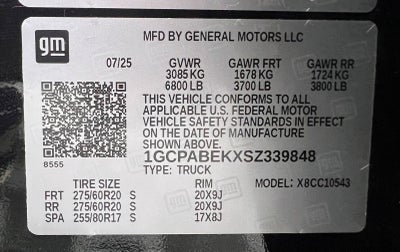 gm
MFD BY GENERAL MOTORS LLC
07/25 GVWR GAWR FRT GAWR RR
3085 KG 1678 KG 1724 KG
6800 LB 3700 LB 3800 LB
THIS VEHICLE CONFORMS TO ALL
APPLICABLE U.S. FEDERAL MOTOR
VEHICLE SAFETY STANDARDS IN EFFECT
ON THE DATE OF MANUFACTURE
SHOWN ABOVE.
8555
1GCPABEKXSZ339848
TYPE: TRUCK
TIRE SIZE RIM MODEL: X8CC10543
FRT 275/60R20 S 20X9J
RR 275/60R20 S 20X9J
SPA 255/80R17 S 17X8J